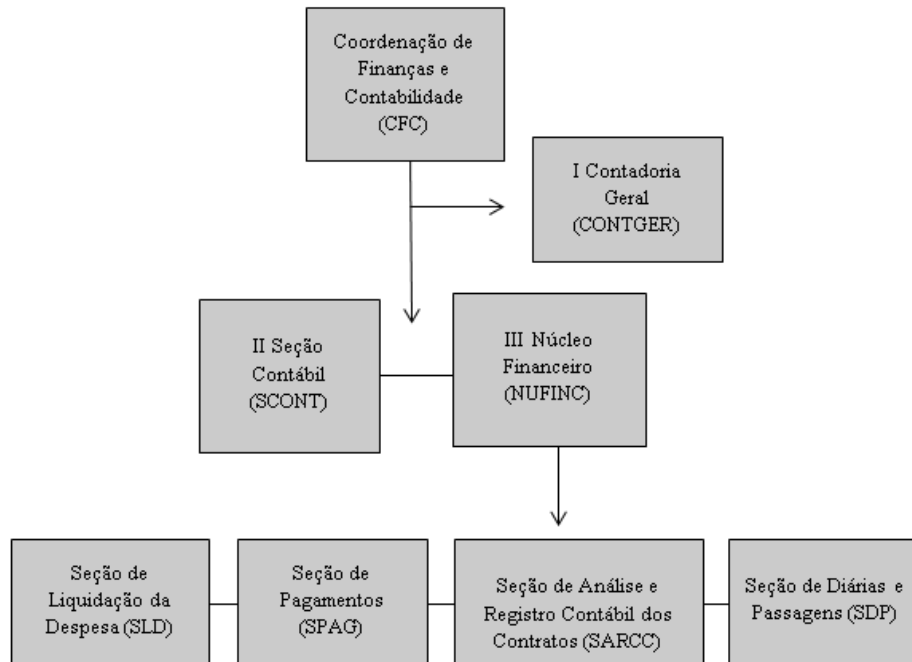 Coordenação de
Finanças e
Contabilidade
(CFC)
I Contadoria
Geral
(CONTGER)
II Seção
Contábil
(SCONT)
III Núcleo
Financeiro
(NUFINC)
Seção de
Liquidação da
Despesa (SLD)
Seção de
Pagamentos
(SPAG)
Seção de Análise e
Registro Contábil dos
Contratos (SARCC)
Seção de Diárias e
Passagens (SDP)